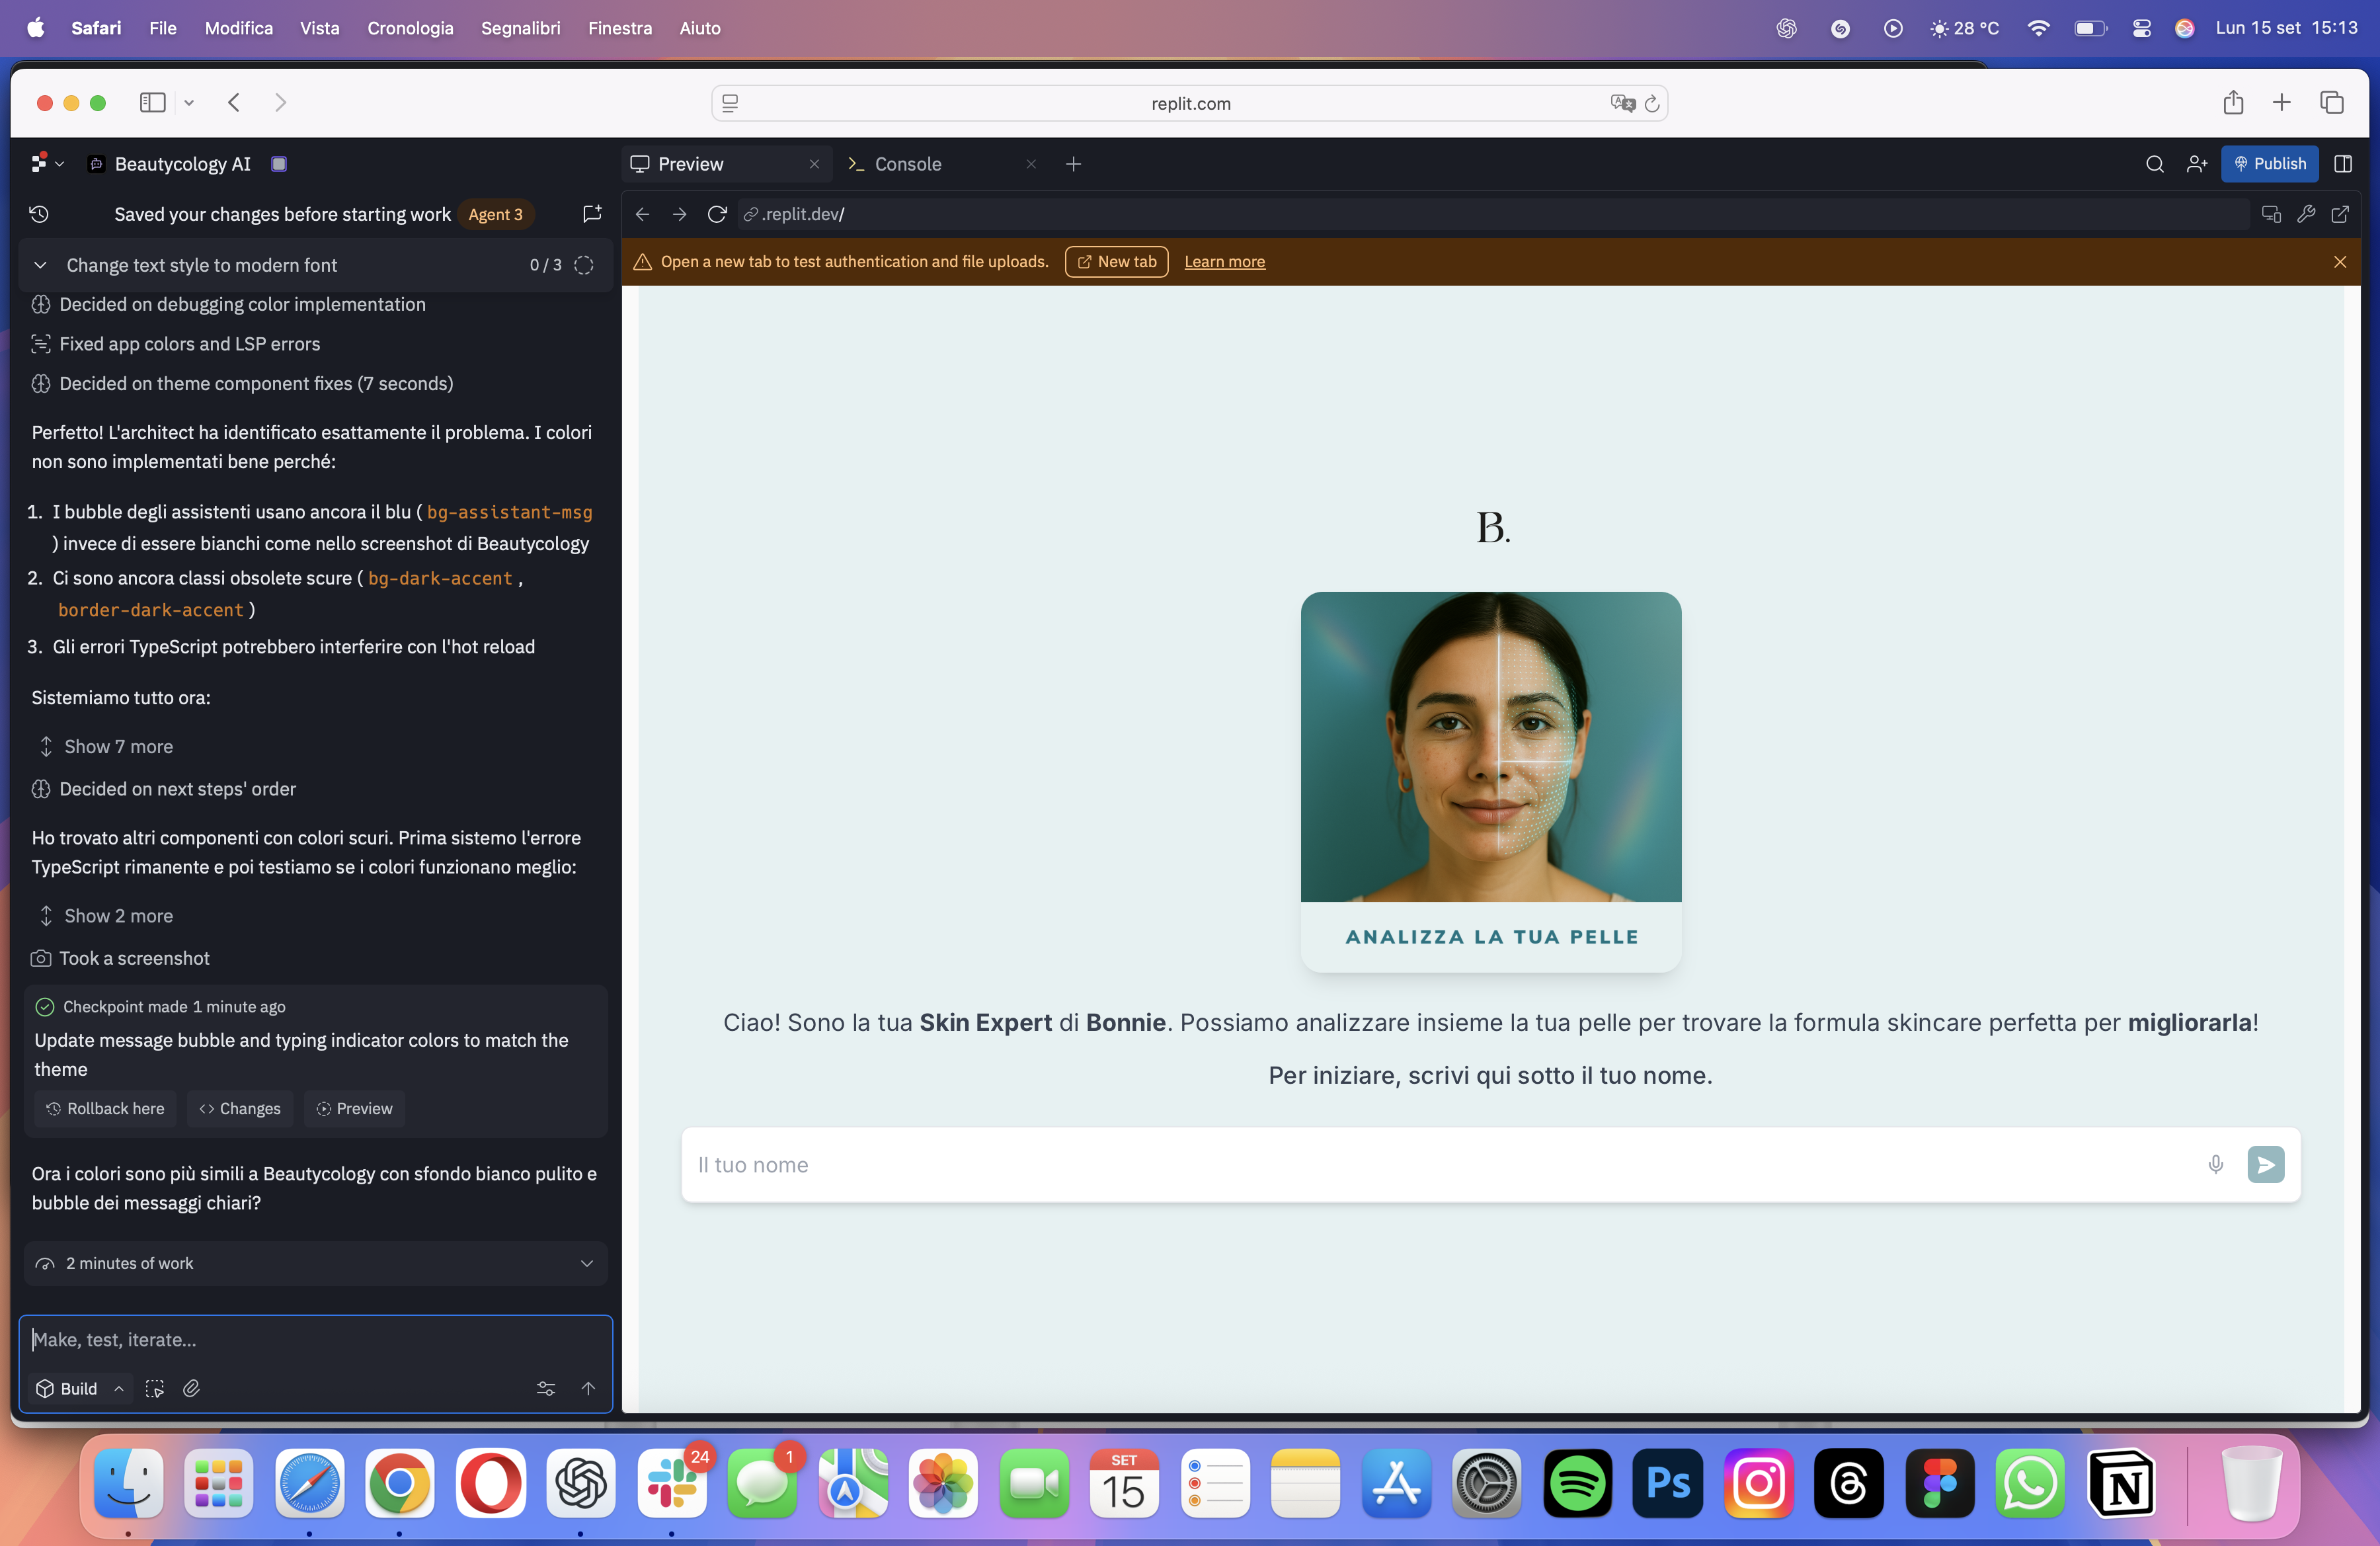 Safari File Modifica Vista Cronologia Segnalibri Finestra Aiuto 28 °C Lun 15 set 15:13
replit.com
Beautycology AI
Preview
Console
Publish
Saved your changes before starting work Agent 3
.replit.dev/
Change text style to modern font 0 / 3
Open a new tab to test authentication and file uploads. New tab Learn more
Decided on debugging color implementation
Fixed app colors and LSP errors
Decided on theme component fixes (7 seconds)
Perfetto! L'architect ha identificato esattamente il problema. I colori
non sono implementati bene perché:
1. I bubble degli assistenti usano ancora il blu ( bg-assistant-msg
) invece di essere bianchi come nello screenshot di Beautycology
2. Ci sono ancora classi obsolete scure ( bg-dark-accent ,
border-dark-accent )
3. Gli errori TypeScript potrebbero interferire con l'hot reload
Sistemiamo tutto ora:
Show 7 more
Decided on next steps' order
Ho trovato altri componenti con colori scuri. Prima sistemo l'errore
TypeScript rimanente e poi testiamo se i colori funzionano meglio:
Show 2 more
Took a screenshot
Checkpoint made 1 minute ago
Update message bubble and typing indicator colors to match the
theme
Rollback here Changes Preview
Ora i colori sono più simili a Beautycology con sfondo bianco pulito e
bubble dei messaggi chiari?
2 minutes of work
Make, test, iterate...
Build
B.
ANALIZZA LA TUA PELLE
Ciao! Sono la tua Skin Expert di Bonnie. Possiamo analizzare insieme la tua pelle per trovare la formula skincare perfetta per migliorarla!
Per iniziare, scrivi qui sotto il tuo nome.
Il tuo nome
24
1
SET
15
Ps